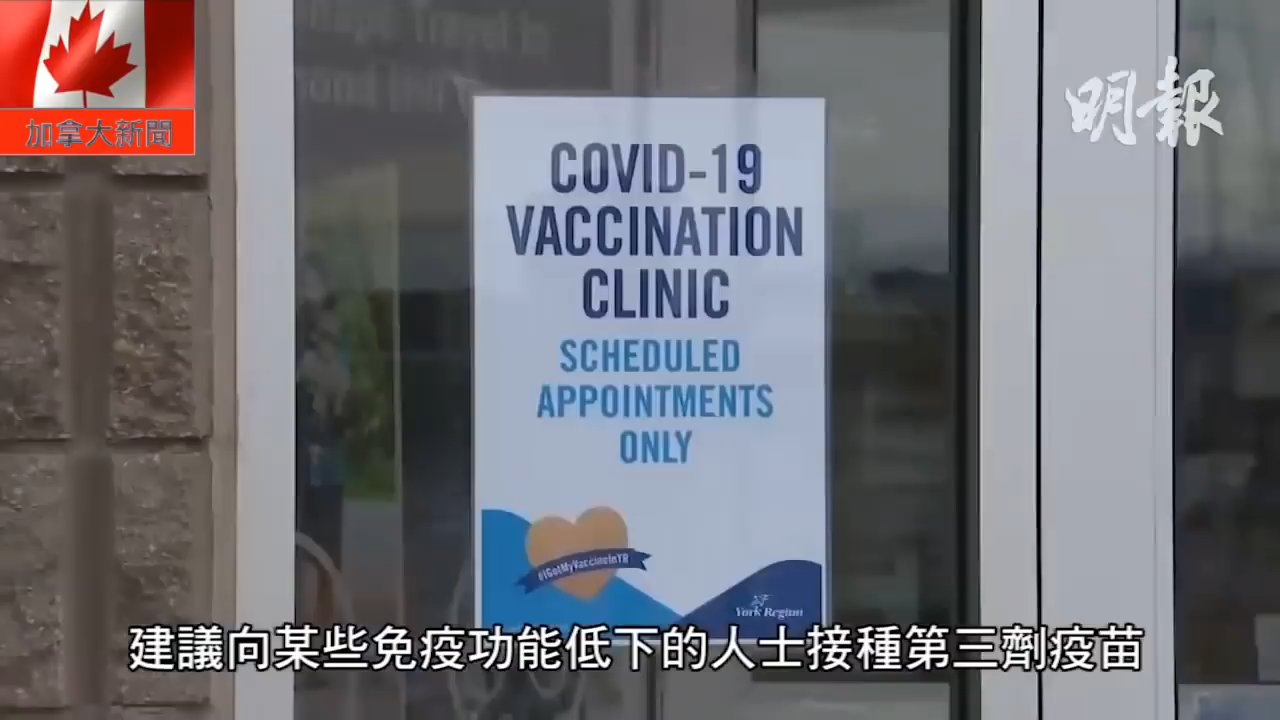 加拿大新聞
明報
COVID-19
VACCINATION
CLINIC
SCHEDULED
APPOINTMENTS
ONLY
#IGotMyVaccineInYR
York Region
建議向某些免疫功能低下的人士接種第三劑疫苗